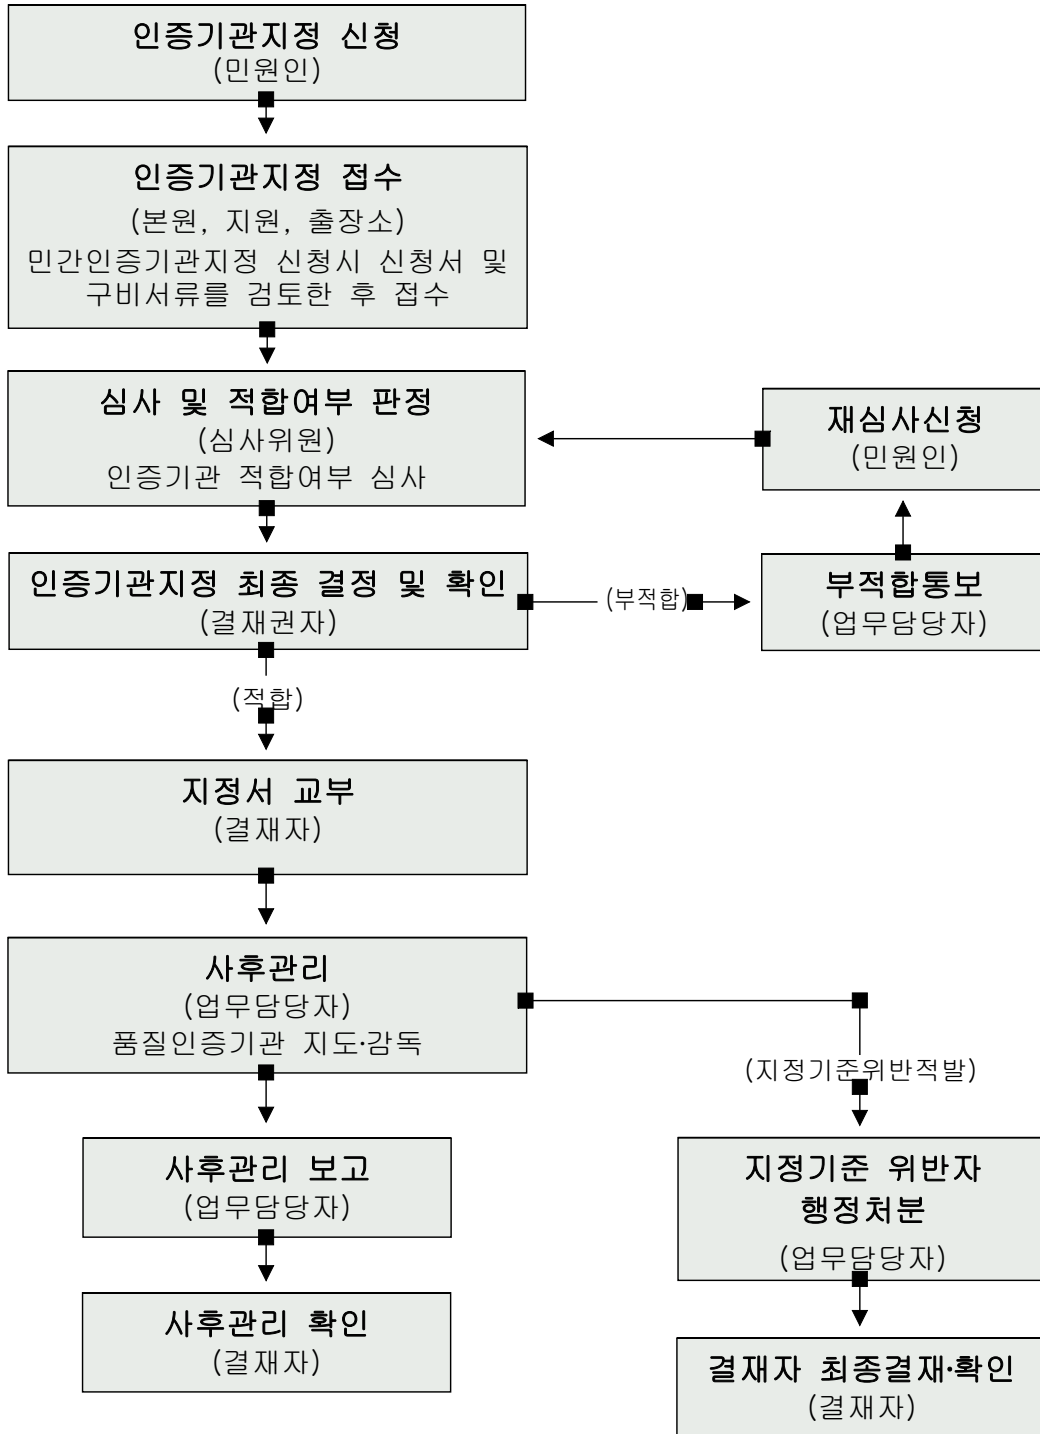 인증기관지정 신청
(민원인)
인증기관지정 접수
(본원, 지원, 출장소)
민간인증기관지정 신청시 신청서 및
구비서류를 검토한 후 접수
심사 및 적합여부 판정
(심사위원)
인증기관 적합여부 심사
재심사신청
(민원인)
인증기관지정 최종 결정 및 확인
(결재권자)
(부적합)
부적합통보
(업무담당자)
(적합)
지정서 교부
(결재자)
사후관리
(업무담당자)
품질인증기관 지도·감독
(지정기준위반적발)
사후관리 보고
(업무담당자)
지정기준 위반자
행정처분
(업무담당자)
사후관리 확인
(결재자)
결재자 최종결재·확인
(결재자)